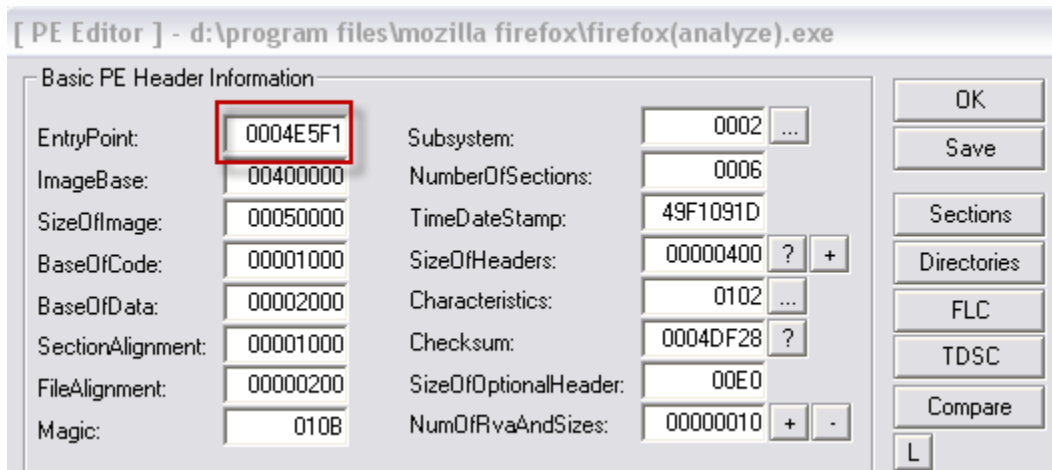 [ PE Editor ] - d:\program files\mozilla firefox\firefox(analyze).exe
Basic PE Header Information
EntryPoint: 0004E5F1
ImageBase: 00400000
SizeOfImage: 00050000
BaseOfCode: 00001000
BaseOfData: 00002000
SectionAlignment: 00001000
FileAlignment: 00000200
Magic: 010B
Subsystem: 0002 ...
NumberOfSections: 0006
TimeDateStamp: 49F1091D
SizeOfHeaders: 00000400 ? +
Characteristics: 0102 ...
Checksum: 0004DF28 ?
SizeOfOptionalHeader: 00E0
NumOfRvaAndSizes: 00000010 + -
OK
Save
Sections
Directories
FLC
TDSC
Compare
L